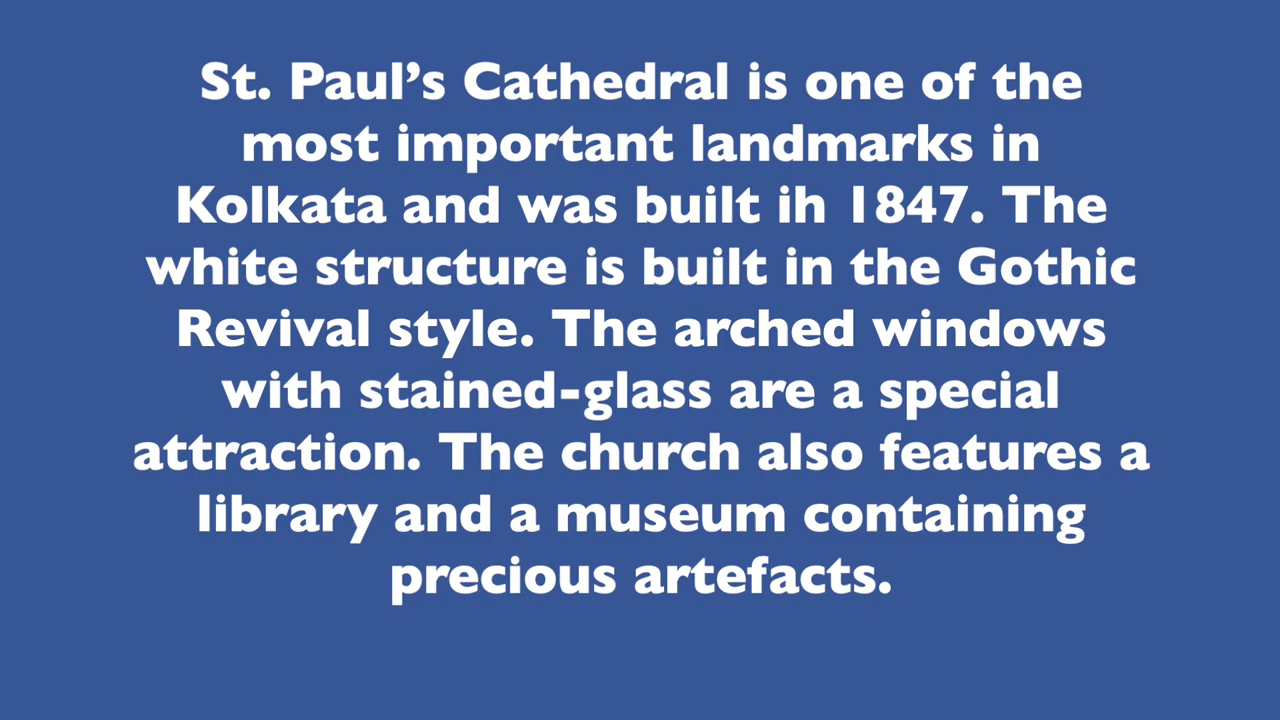 St. Paul’s Cathedral is one of the
most important landmarks in
Kolkata and was built ih 1847. The
white structure is built in the Gothic
Revival style. The arched windows
with stained-glass are a special
attraction. The church also features a
library and a museum containing
precious artefacts.